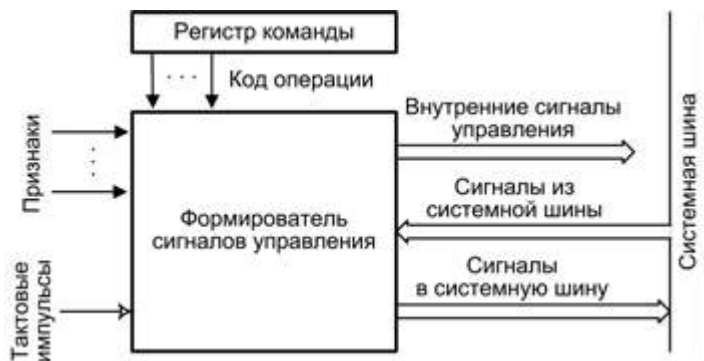 Регистр команды
Код операции
Внутренние сигналы
управления
Признаки
Сигналы из
системной шины
Формирователь
сигналов управления
Сигналы
в системную шину
Тактовые
импульсы
Системная шина